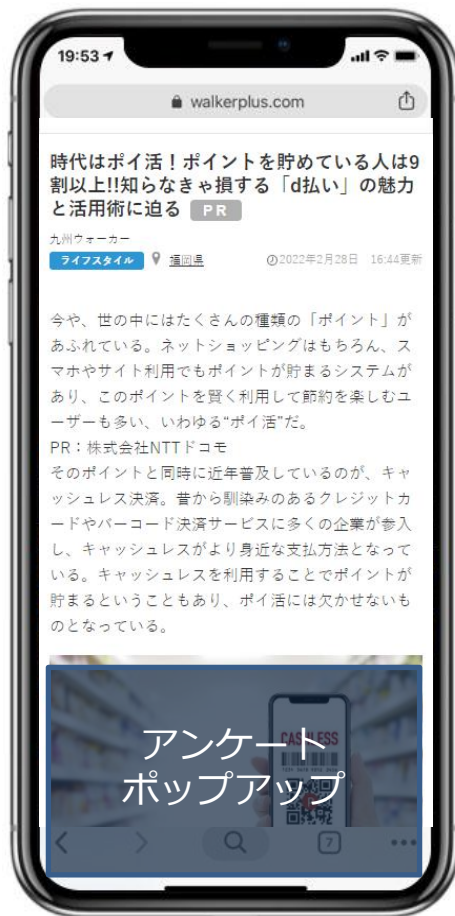 19:53
walkerplus.com
時代はポイ活！ポイントを貯めている人は9
割以上!!知らなきゃ損する「d払い」の魅力
と活用術に迫る PR
九州ウォーカー
ライフスタイル 福岡県 2022年2月28日 16:44更新
今や、世の中にはたくさんの種類の「ポイント」が
あふれている。ネットショッピングはもちろん、ス
マホやサイト利用でもポイントが貯まるシステムが
あり、このポイントを賢く利用して節約を楽しむユ
ーザーも多い、いわゆる“ポイ活”だ。
PR：株式会社NTTドコモ
そのポイントと同時に近年普及しているのが、キャ
ッシュレス決済。昔から馴染みのあるクレジットカ
ードやバーコード決済サービスに多くの企業が参入
し、キャッシュレスがより身近な支払方法となって
いる。キャッシュレスを利用することでポイントが
貯まるということもあり、ポイ活には欠かせないも
のとなっている。
CASHLESS
アンケート
ポップアップ
7